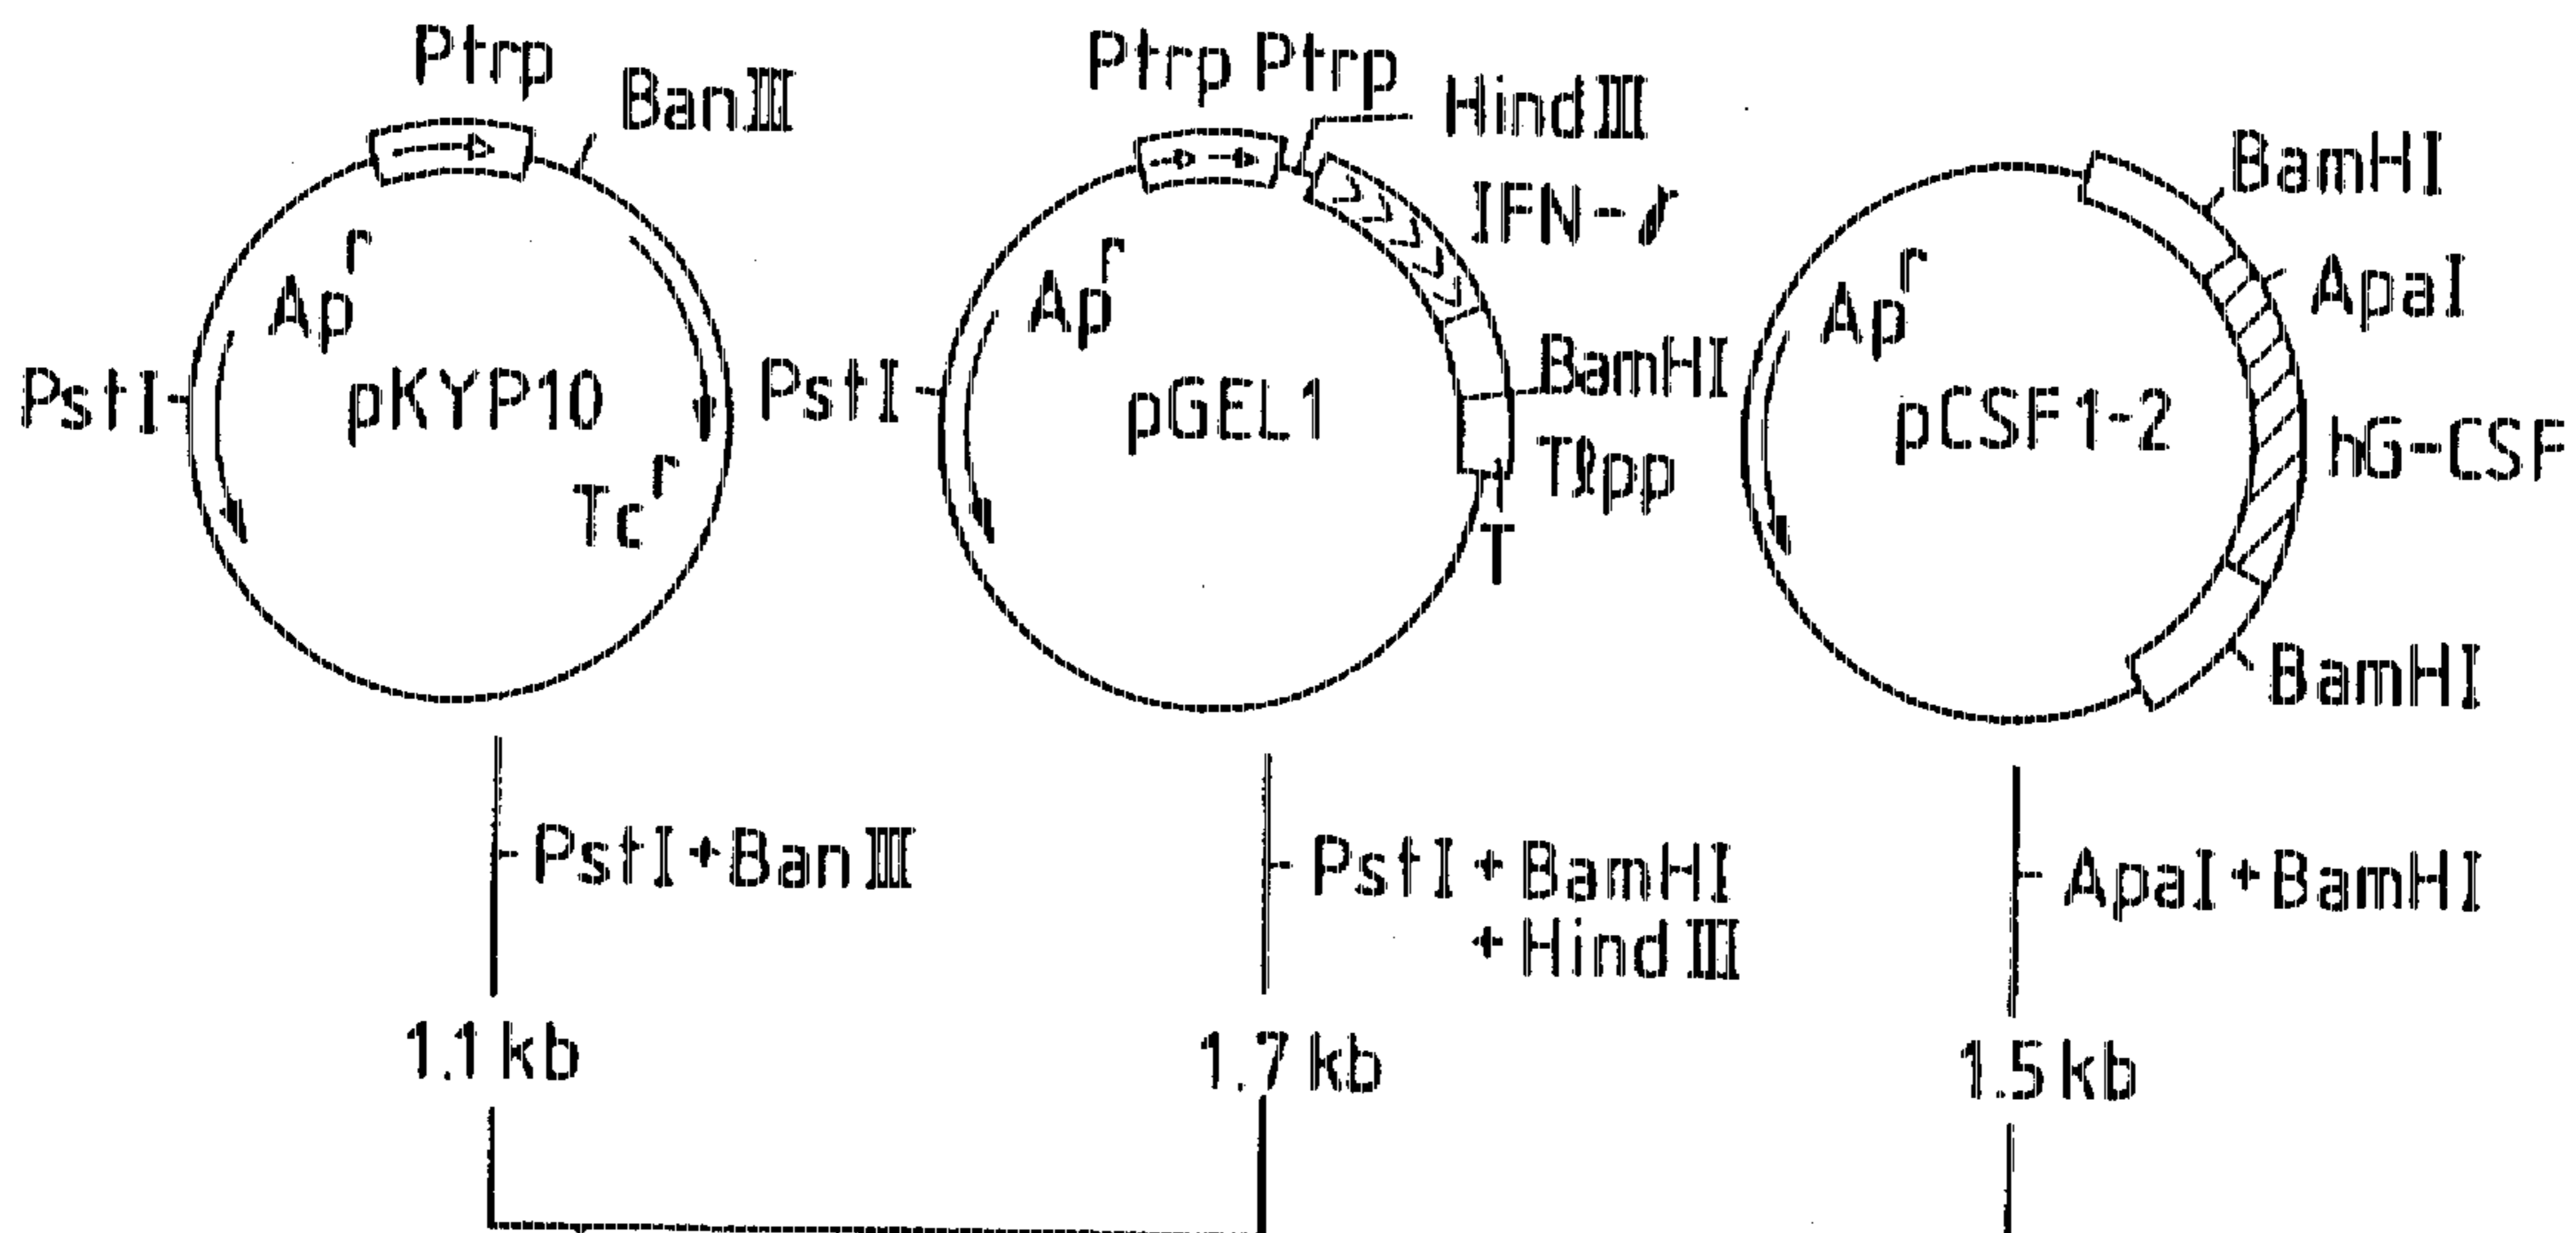 Ptrp
BanIII
Ap^r
PstI
pKYP10
Tc^r
Ptrp Ptrp
HindIII
IFN-γ
Ap^r
PstI
pGEL1
BamHI
Tℓpp
T
BamHI
ApaI
Ap^r
pCSF1-2
hG-CSF
BamHI
PstI+BanIII
PstI+BamHI
+HindIII
ApaI+BamHI
1.1kb
1.7kb
1.5kb